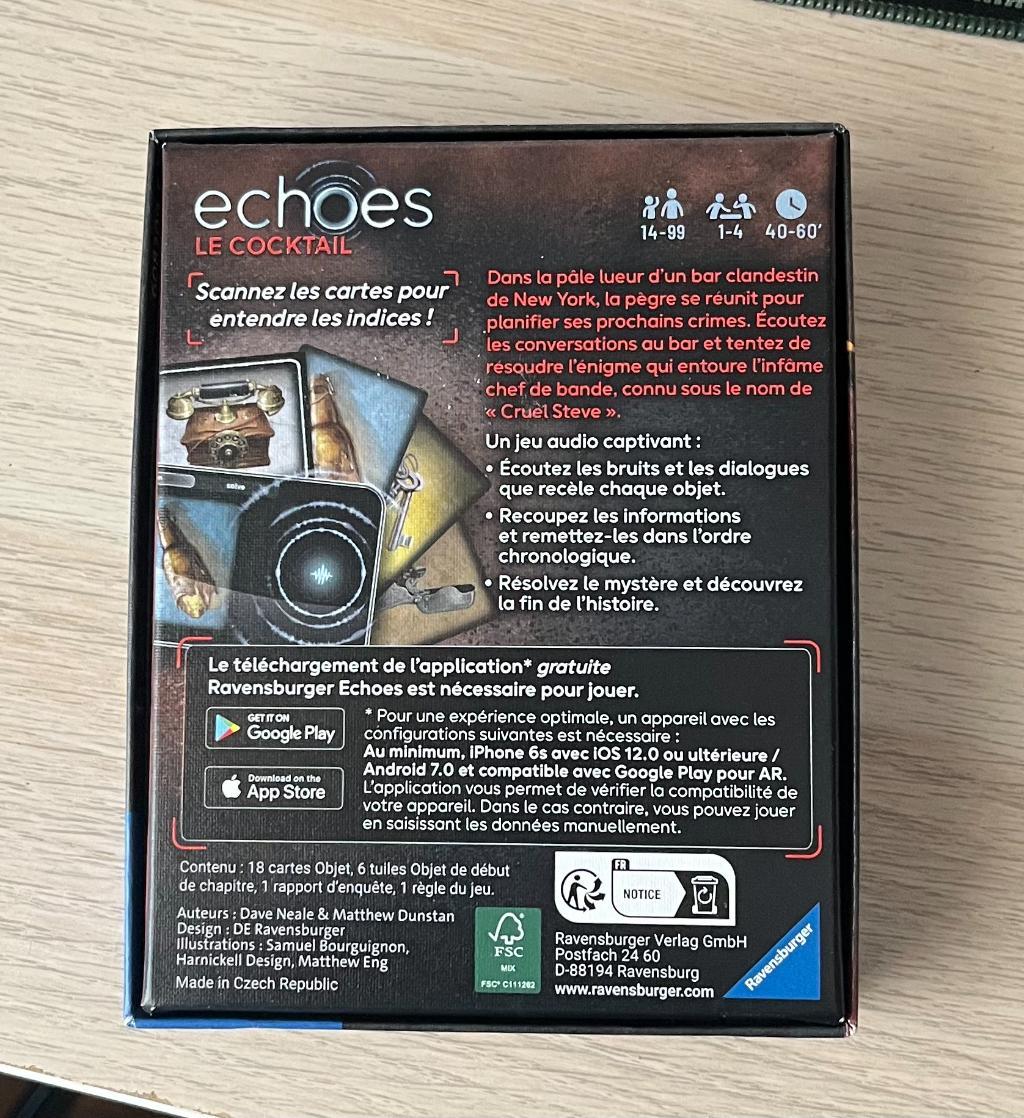 echoes
LE COCKTAIL
14-99
1-4
40-60'
Scannez les cartes pour
entendre les indices !
Dans la pâle lueur d'un bar clandestin
de New York, la pègre se réunit pour
planifier ses prochains crimes. Écoutez
les conversations au bar et tentez de
résoudre l'énigme qui entoure l'infâme
chef de bande, connu sous le nom de
« Cruel Steve ».
Un jeu audio captivant :
• Écoutez les bruits et les dialogues
que recèle chaque objet.
• Recoupez les informations
et remettez-les dans l'ordre
chronologique.
• Résolvez le mystère et découvrez
la fin de l'histoire.
solve
Le téléchargement de l'application* gratuite
Ravensburger Echoes est nécessaire pour jouer.
GET IT ON
Google Play
Download on the
App Store
* Pour une expérience optimale, un appareil avec les
configurations suivantes est nécessaire :
Au minimum, iPhone 6s avec iOS 12.0 ou ultérieure /
Android 7.0 et compatible avec Google Play pour AR.
L'application vous permet de vérifier la compatibilité de
votre appareil. Dans le cas contraire, vous pouvez jouer
en saisissant les données manuellement.
Contenu : 18 cartes Objet, 6 tuiles Objet de début
de chapitre, 1 rapport d'enquête, 1 règle du jeu.
Auteurs : Dave Neale & Matthew Dunstan
Design : DE Ravensburger
Illustrations : Samuel Bourguignon,
Harnickell Design, Matthew Eng
Made in Czech Republic
FSC
MIX
FSC® C111262
FR
NOTICE
Ravensburger Verlag GmbH
Postfach 24 60
D-88194 Ravensburg
www.ravensburger.com
Ravensburger